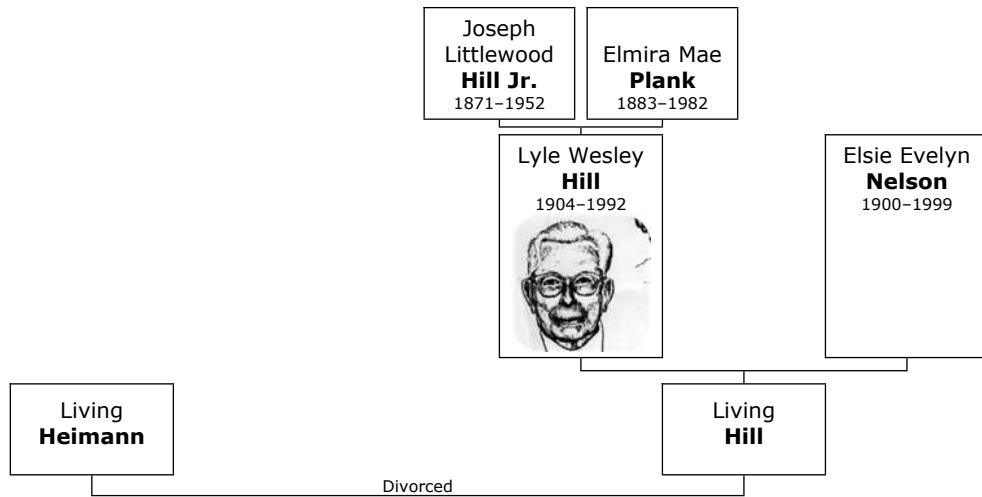 Joseph
Littlewood
Hill Jr.
1871–1952
Elmira Mae
Plank
1883–1982
Lyle Wesley
Hill
1904–1992
Elsie Evelyn
Nelson
1900–1999
Living
Heimann
Living
Hill
Divorced